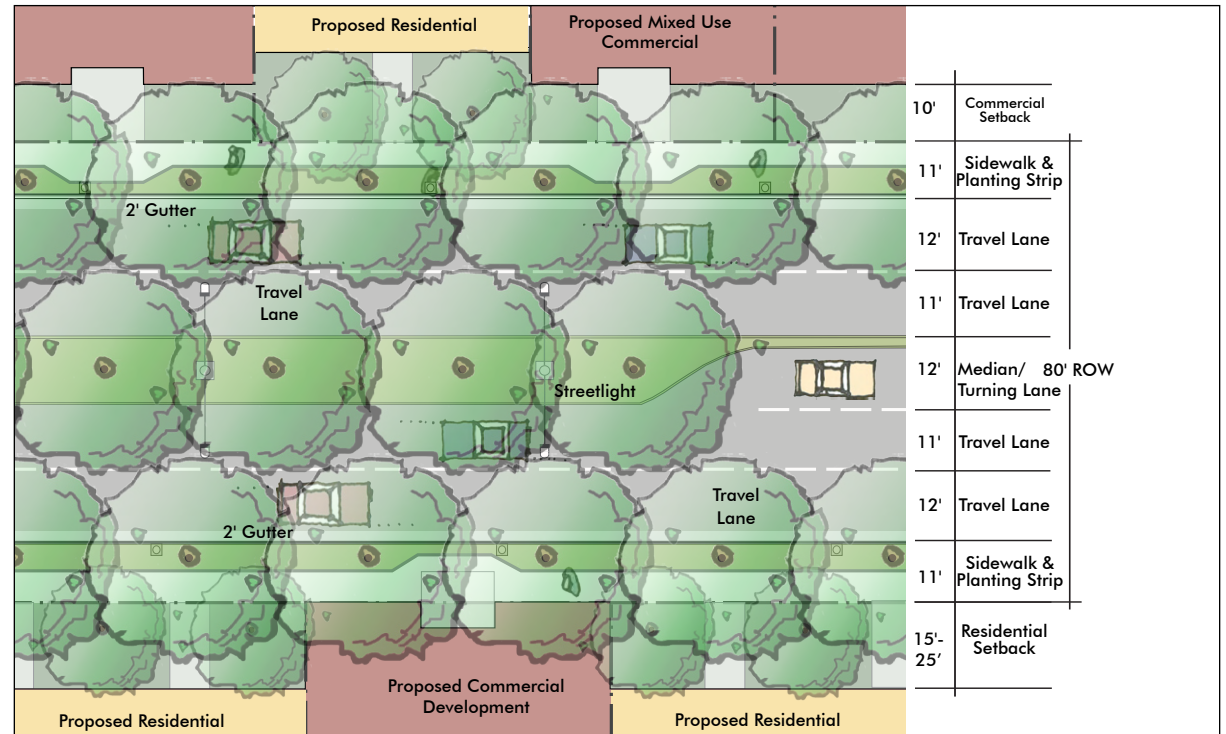 Proposed Residential
Proposed Mixed Use
Commercial
10'
Commercial
Setback
11'
Sidewalk &
Planting Strip
2' Gutter
12'
Travel Lane
Travel
Lane
11'
Travel Lane
12'
Median/
Turning Lane
80' ROW
Streetlight
11'
Travel Lane
12'
Travel Lane
Travel
Lane
2' Gutter
11'
Sidewalk &
Planting Strip
15'-
25'
Residential
Setback
Proposed Commercial
Development
Proposed Residential
Proposed Residential